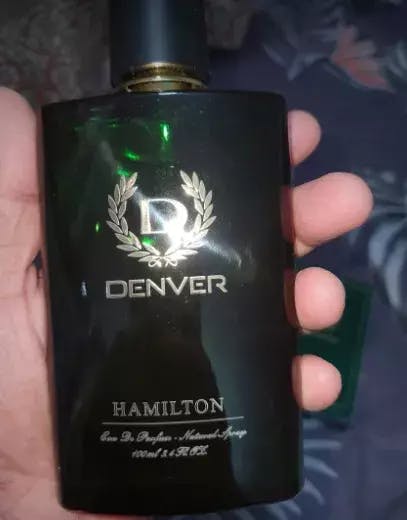 D
DENVER
HAMILTON
Eau De Parfum - Natural Spray
100ml 3.4 Fl. OZ.